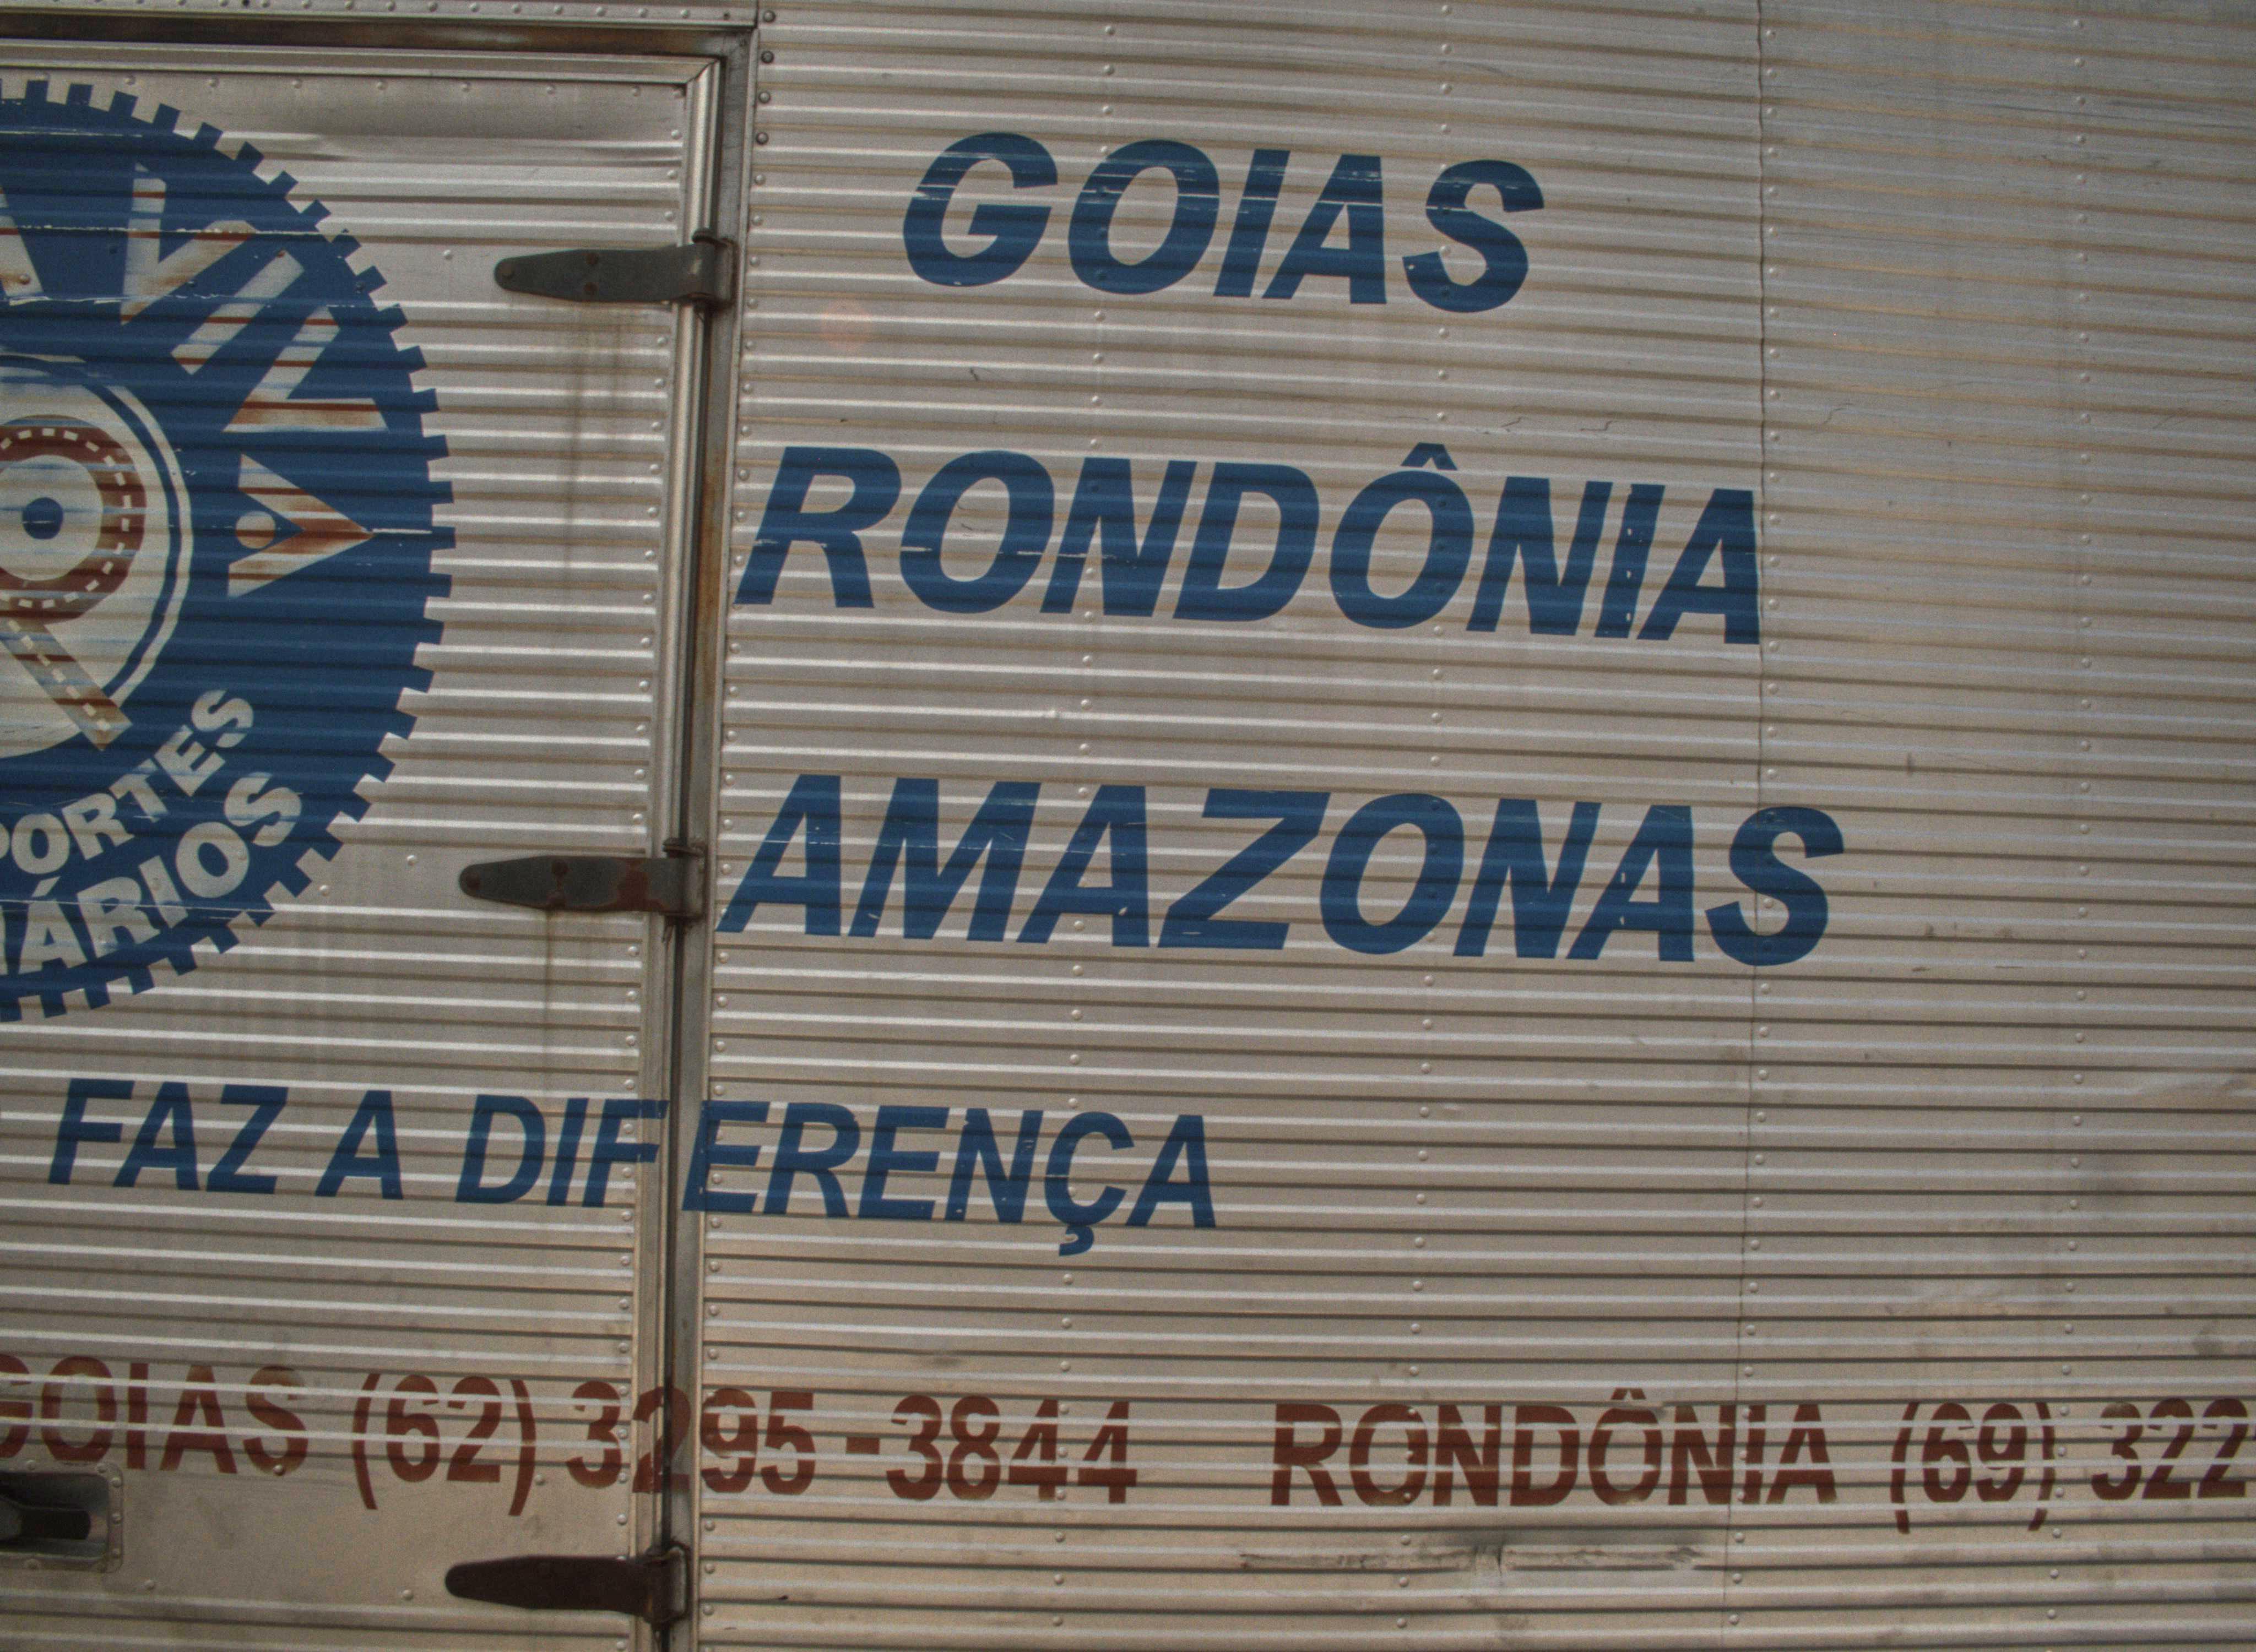 GOIAS
RONDÔNIA
AMAZONAS
FAZ A DIFERENÇA
GOIAS (62) 3295-3844 RONDÔNIA (69) 322